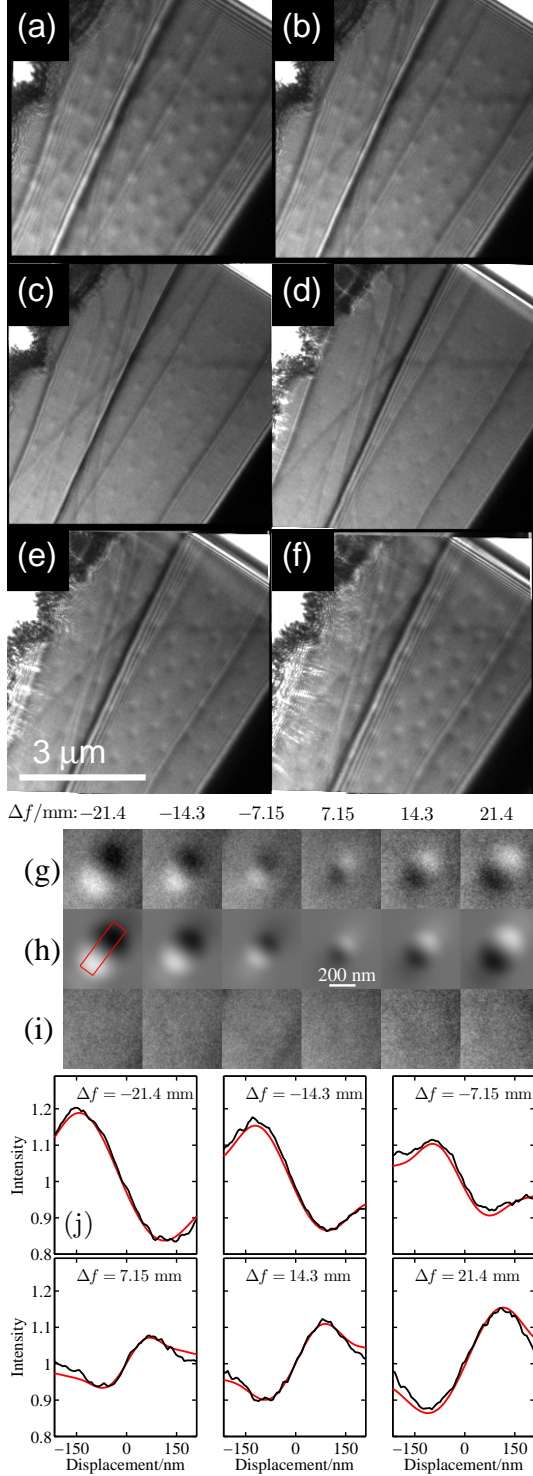 (a) (b)
(c) (d)
(e) (f)
3 μm
Δf/mm: −21.4 −14.3 −7.15 7.15 14.3 21.4
(g)
(h)
200 nm
(i)
Δf = −21.4 mm Δf = −14.3 mm Δf = −7.15 mm
1.2
1.1
Intensity
1
0.9
(j)
0.8
Δf = 7.15 mm Δf = 14.3 mm Δf = 21.4 mm
1.2
1.1
Intensity
1
0.9
0.8
−150 0 150 −150 0 150 −150 0 150
Displacement/nm Displacement/nm Displacement/nm